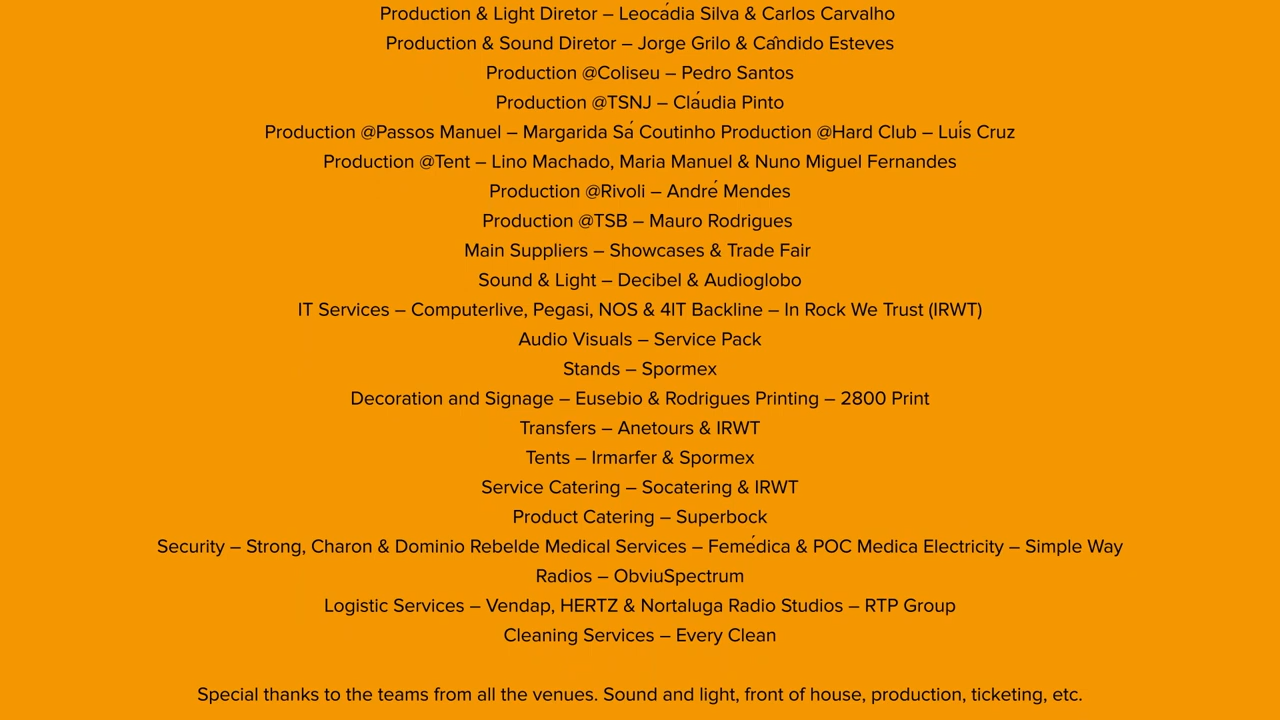 Production & Light Diretor – Leocádia Silva & Carlos Carvalho
Production & Sound Diretor – Jorge Grilo & Cândido Esteves
Production @Coliseu – Pedro Santos
Production @TSNJ – Cláudia Pinto
Production @Passos Manuel – Margarida Sá Coutinho Production @Hard Club – Luís Cruz
Production @Tent – Lino Machado, Maria Manuel & Nuno Miguel Fernandes
Production @Rivoli – André Mendes
Production @TSB – Mauro Rodrigues
Main Suppliers – Showcases & Trade Fair
Sound & Light – Decibel & Audioglobo
IT Services – Computerlive, Pegasi, NOS & 4IT Backline – In Rock We Trust (IRWT)
Audio Visuals – Service Pack
Stands – Spormex
Decoration and Signage – Eusebio & Rodrigues Printing – 2800 Print
Transfers – Anetours & IRWT
Tents – Irmarfer & Spormex
Service Catering – Socatering & IRWT
Product Catering – Superbock
Security – Strong, Charon & Dominio Rebelde Medical Services – Femédica & POC Medica Electricity – Simple Way
Radios – ObviuSpectrum
Logistic Services – Vendap, HERTZ & Nortaluga Radio Studios – RTP Group
Cleaning Services – Every Clean
Special thanks to the teams from all the venues. Sound and light, front of house, production, ticketing, etc.